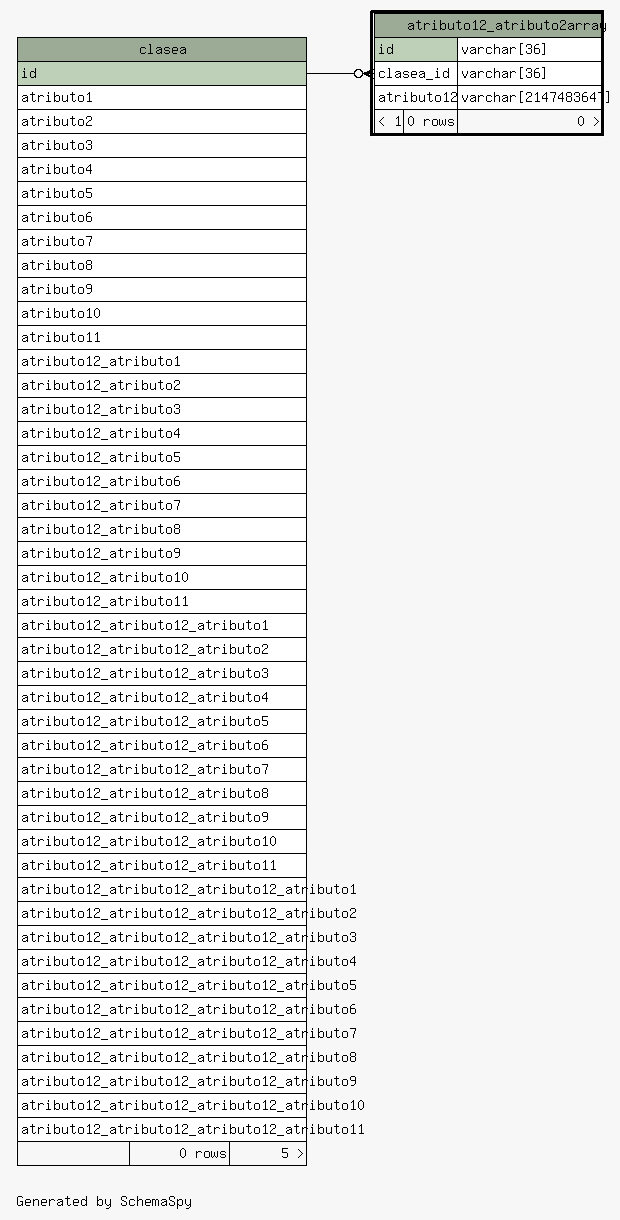 clasea
id
atributo1
atributo2
atributo3
atributo4
atributo5
atributo6
atributo7
atributo8
atributo9
atributo10
atributo11
atributo12_atributo1
atributo12_atributo2
atributo12_atributo3
atributo12_atributo4
atributo12_atributo5
atributo12_atributo6
atributo12_atributo7
atributo12_atributo8
atributo12_atributo9
atributo12_atributo10
atributo12_atributo11
atributo12_atributo12_atributo1
atributo12_atributo12_atributo2
atributo12_atributo12_atributo3
atributo12_atributo12_atributo4
atributo12_atributo12_atributo5
atributo12_atributo12_atributo6
atributo12_atributo12_atributo7
atributo12_atributo12_atributo8
atributo12_atributo12_atributo9
atributo12_atributo12_atributo10
atributo12_atributo12_atributo11
atributo12_atributo12_atributo12_atributo1
atributo12_atributo12_atributo12_atributo2
atributo12_atributo12_atributo12_atributo3
atributo12_atributo12_atributo12_atributo4
atributo12_atributo12_atributo12_atributo5
atributo12_atributo12_atributo12_atributo6
atributo12_atributo12_atributo12_atributo7
atributo12_atributo12_atributo12_atributo8
atributo12_atributo12_atributo12_atributo9
atributo12_atributo12_atributo12_atributo10
atributo12_atributo12_atributo12_atributo11
0 rows 5 >
atributo12_atributo2array
id varchar[36]
clasea_id varchar[36]
atributo12 varchar[2147483647]
< 1 0 rows 0 >
Generated by SchemaSpy